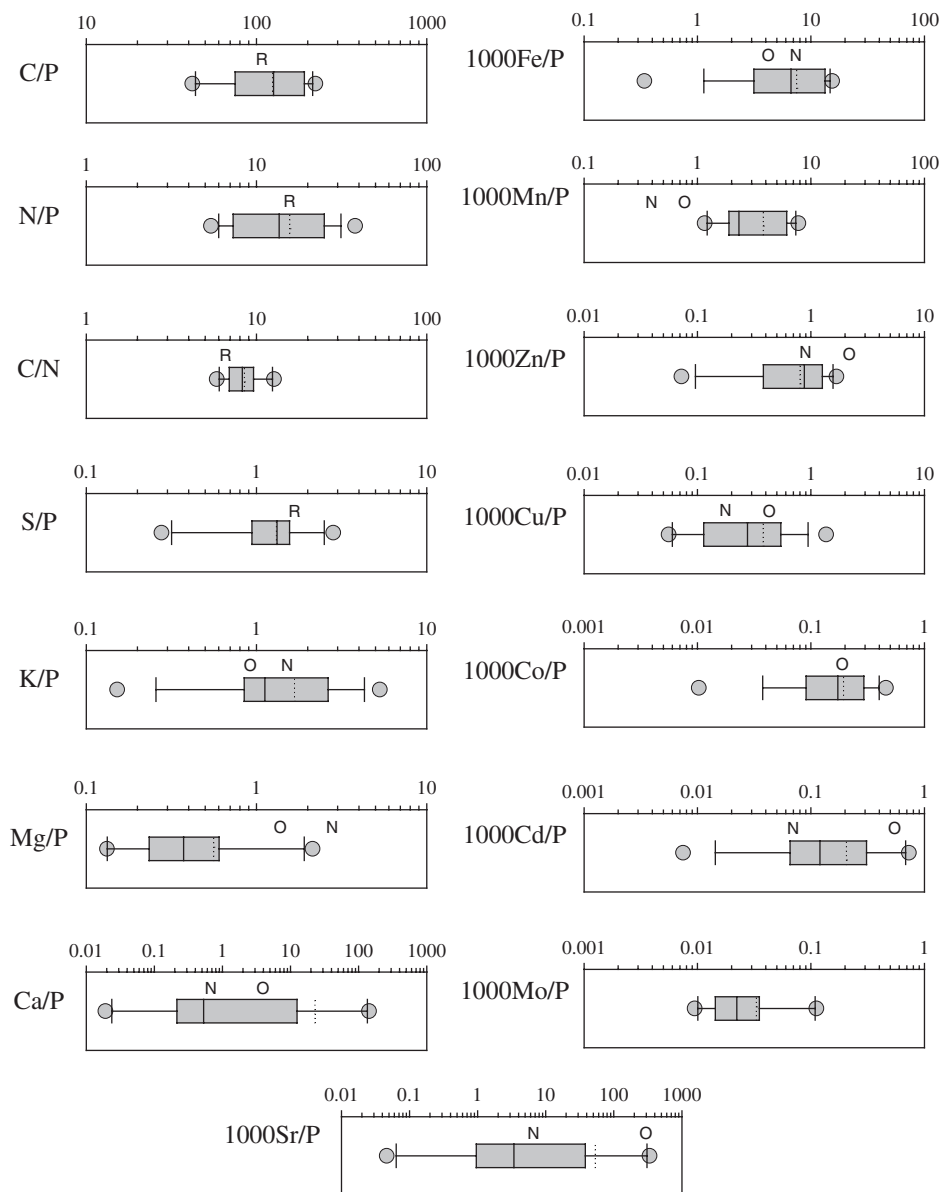 10 100 1000
C/P
R
1 10 100
N/P
R
1 10 100
C/N
R
0.1 1 10
S/P
R
0.1 1 10
K/P
O N
0.1 1 10
Mg/P
O N
0.01 0.1 1 10 100 1000
Ca/P
N O
0.1 1 10 100
1000Fe/P
O N
0.1 1 10 100
1000Mn/P
N O
0.01 0.1 1 10
1000Zn/P
N O
0.01 0.1 1 10
1000Cu/P
N O
0.001 0.01 0.1 1
1000Co/P
O
0.001 0.01 0.1 1
1000Cd/P
N O
0.001 0.01 0.1 1
1000Mo/P
0.01 0.1 1 10 100 1000
1000Sr/P
N O